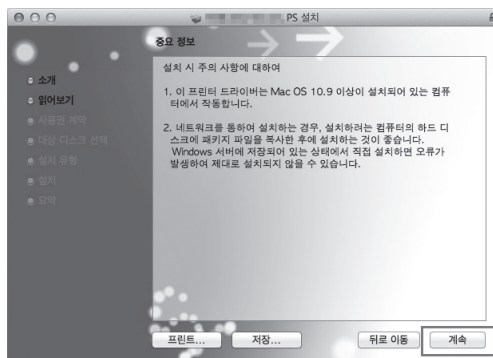 PS 설치
중요 정보
소개
읽어보기
사용권 계약
대상 디스크 선택
설치 유형
설치
요약
설치 시 주의 사항에 대하여
1. 이 프린터 드라이버는 Mac OS 10.9 이상이 설치되어 있는 컴퓨
터에서 작동합니다.
2. 네트워크를 통하여 설치하는 경우, 설치하려는 컴퓨터의 하드 디
스크에 패키지 파일을 복사한 후에 설치하는 것이 좋습니다.
Windows 서버에 저장되어 있는 상태에서 직접 설치하면 오류가
발생하여 제대로 설치되지 않을 수 있습니다.
프린트...
저장...
뒤로 이동
계속